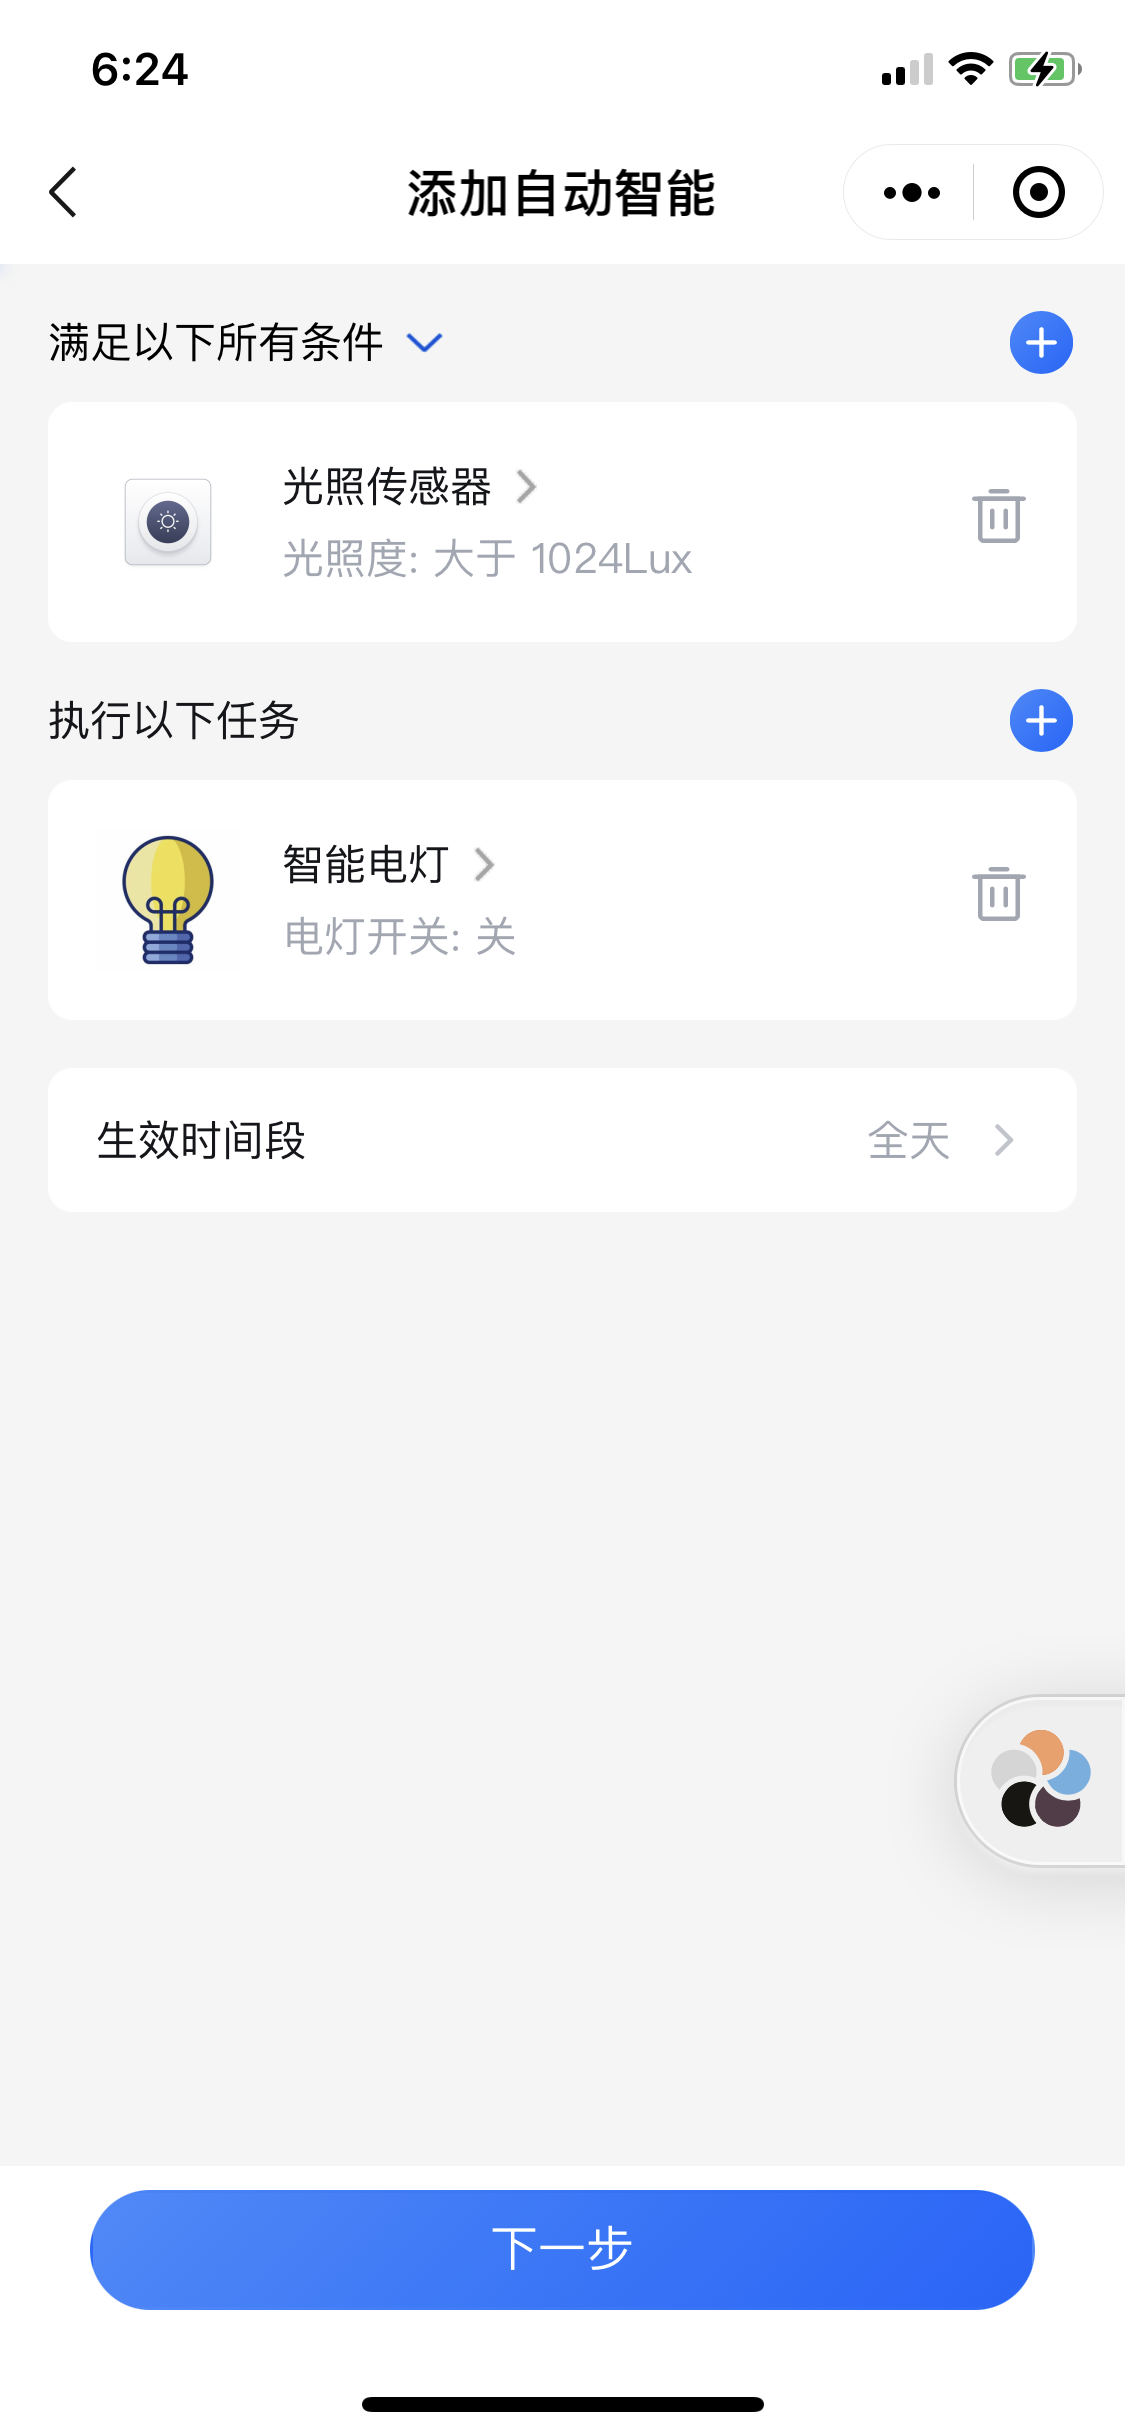 6:24
添加自动智能
满足以下所有条件
光照传感器
光照度: 大于 1024Lux
执行以下任务
智能电灯
电灯开关: 关
生效时间段 全天
下一步